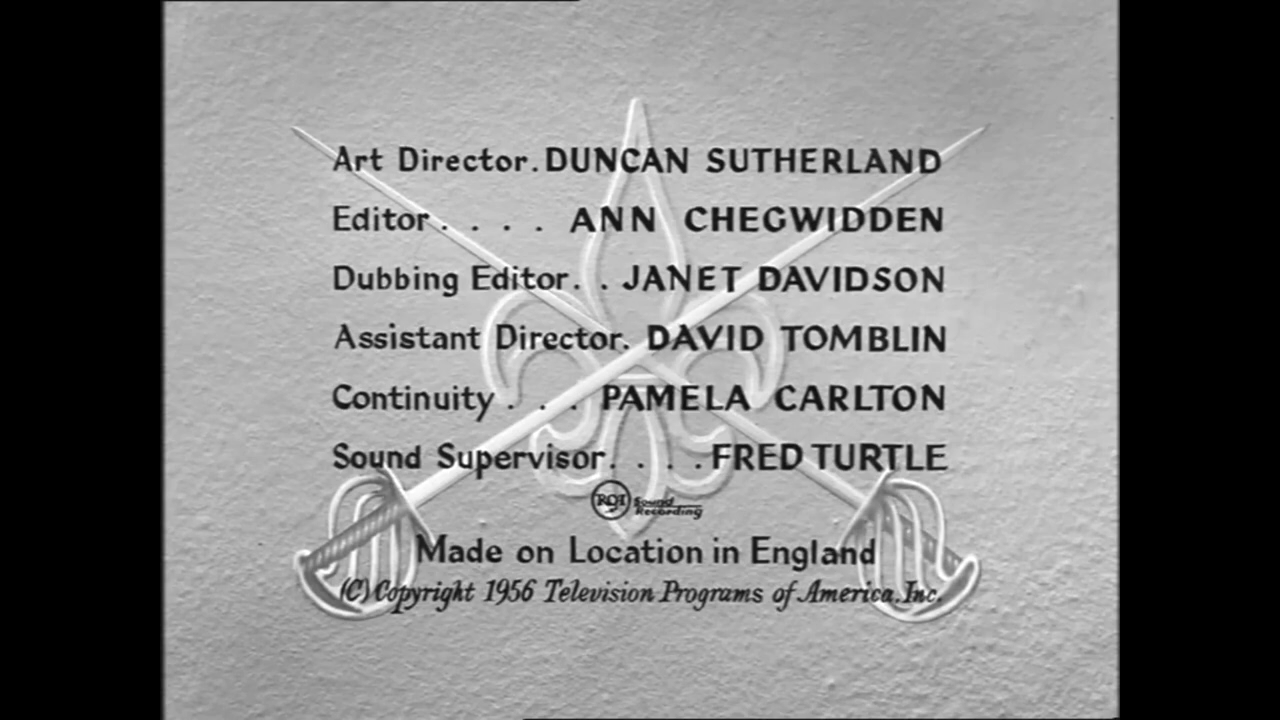 Art Director. DUNCAN SUTHERLAND
Editor . . . . ANN CHEGWIDDEN
Dubbing Editor. . JANET DAVIDSON
Assistant Director. DAVID TOMBLIN
Continuity . . . PAMELA CARLTON
Sound Supervisor. . . . FRED TURTLE
RCA Sound
Recording
Made on Location in England
(C) Copyright 1956 Television Programs of America, Inc.